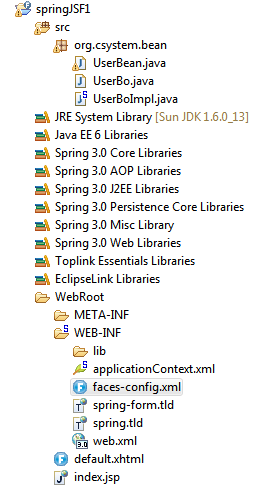 springJSF1
src
org.csystem.bean
UserBean.java
UserBo.java
UserBoImpl.java
JRE System Library [Sun JDK 1.6.0_13]
Java EE 6 Libraries
Spring 3.0 Core Libraries
Spring 3.0 AOP Libraries
Spring 3.0 J2EE Libraries
Spring 3.0 Persistence Core Libraries
Spring 3.0 Misc Library
Spring 3.0 Web Libraries
Toplink Essentials Libraries
EclipseLink Libraries
WebRoot
META-INF
WEB-INF
lib
applicationContext.xml
faces-config.xml
spring-form.tld
spring.tld
web.xml
default.xhtml
index.jsp